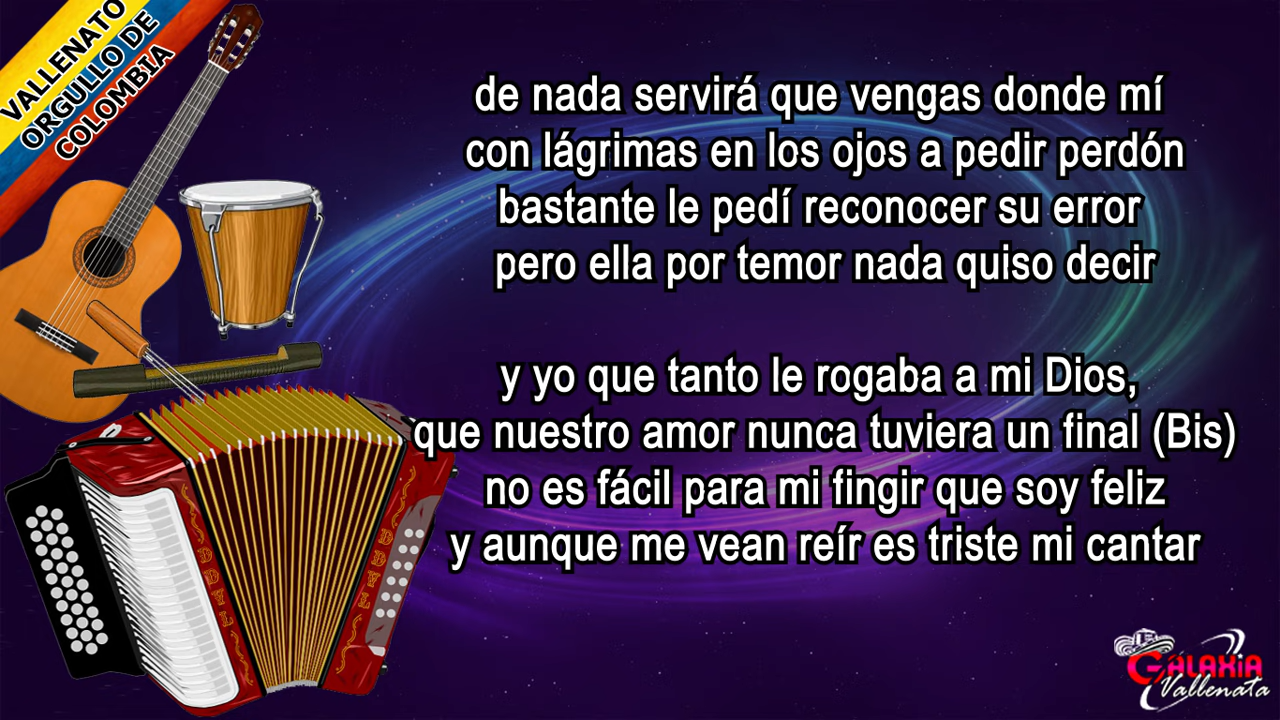 VALLENATO
ORGULLO DE
COLOMBIA
de nada servirá que vengas donde mí
con lágrimas en los ojos a pedir perdón
bastante le pedí reconocer su error
pero ella por temor nada quiso decir
y yo que tanto le rogaba a mi Dios,
que nuestro amor nunca tuviera un final (Bis)
no es fácil para mi fingir que soy feliz
y aunque me vean reír es triste mi cantar
GALAXIA
Vallenata